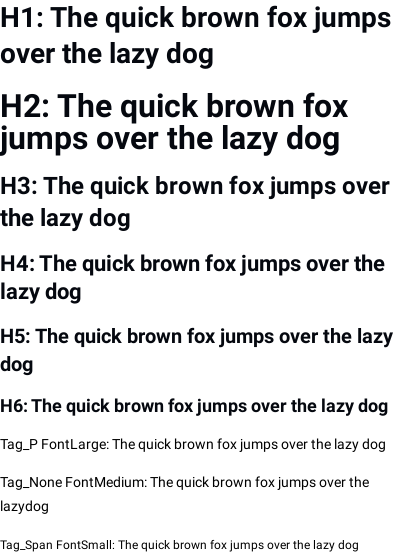 H1: The quick brown fox jumps
over the lazy dog
H2: The quick brown fox
jumps over the lazy dog
H3: The quick brown fox jumps over
the lazy dog
H4: The quick brown fox jumps over the
lazy dog
H5: The quick brown fox jumps over the lazy
dog
H6: The quick brown fox jumps over the lazy dog
Tag_P FontLarge: The quick brown fox jumps over the lazy dog
Tag_None FontMedium: The quick brown fox jumps over the
lazydog
Tag_Span FontSmall: The quick brown fox jumps over the lazy dog